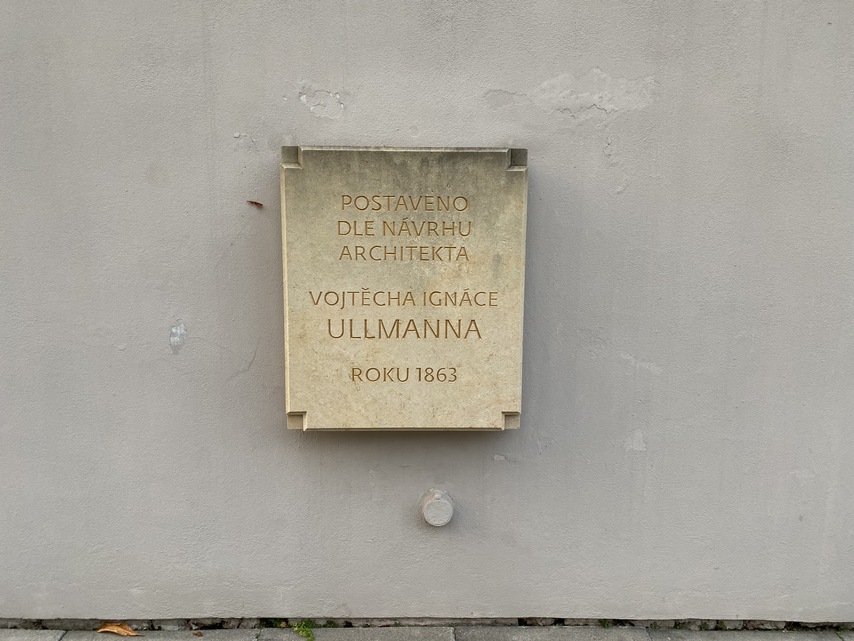 POSTAVENO
DLE NÁVRHU
ARCHITEKTA
VOJTĚCHA IGNÁCE
ULLMANNA
ROKU 1863